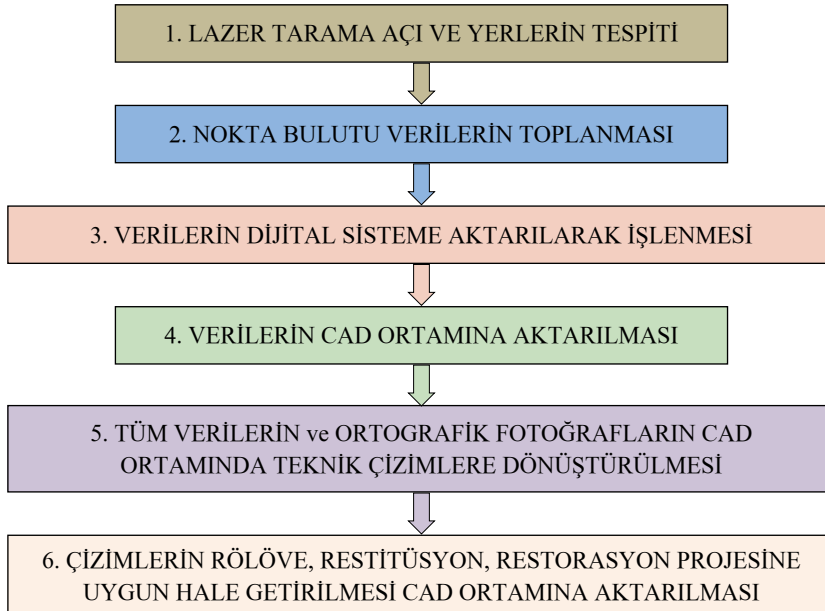 1. LAZER TARAMA AÇI VE YERLERİN TESPİTİ
2. NOKTA BULUTU VERİLERİN TOPLANMASI
3. VERİLERİN DİJİTAL SİSTEME AKTARILARAK İŞLENMESİ
4. VERİLERİN CAD ORTAMINA AKTARILMASI
5. TÜM VERİLERİN ve ORTOGRAFİK FOTOĞRAFLARIN CAD
ORTAMINDA TEKNİK ÇİZİMLERE DÖNÜŞTÜRÜLMESİ
6. ÇİZİMLERİN RÖLÖVE, RESTİTÜSYON, RESTORASYON PROJESİNE
UYGUN HALE GETİRİLMESİ CAD ORTAMINA AKTARILMASI